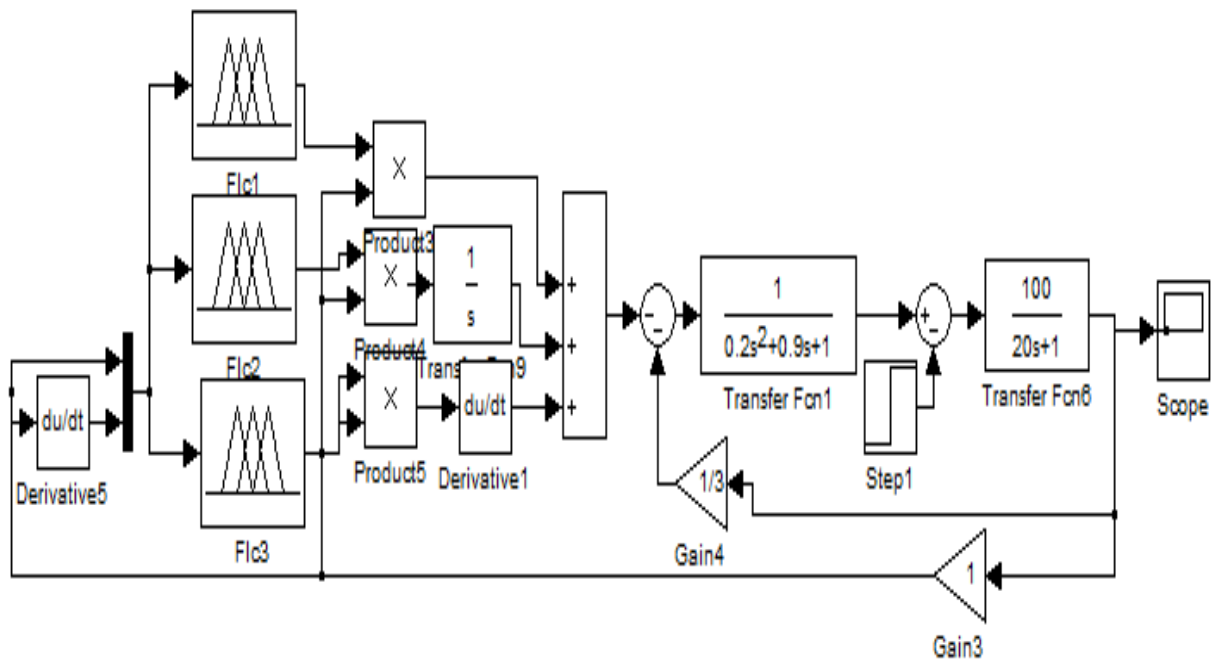 Flc1
Product3
1
s
Flc2
Product4
Derivative5
du/dt
Flc3
Product5
du/dt
Derivative1
+
+
+
−
−
1
0.2s²+0.9s+1
Transfer Fcn1
+
−
100
20s+1
Transfer Fcn6
Scope
Step1
1/3
Gain4
1
Gain3